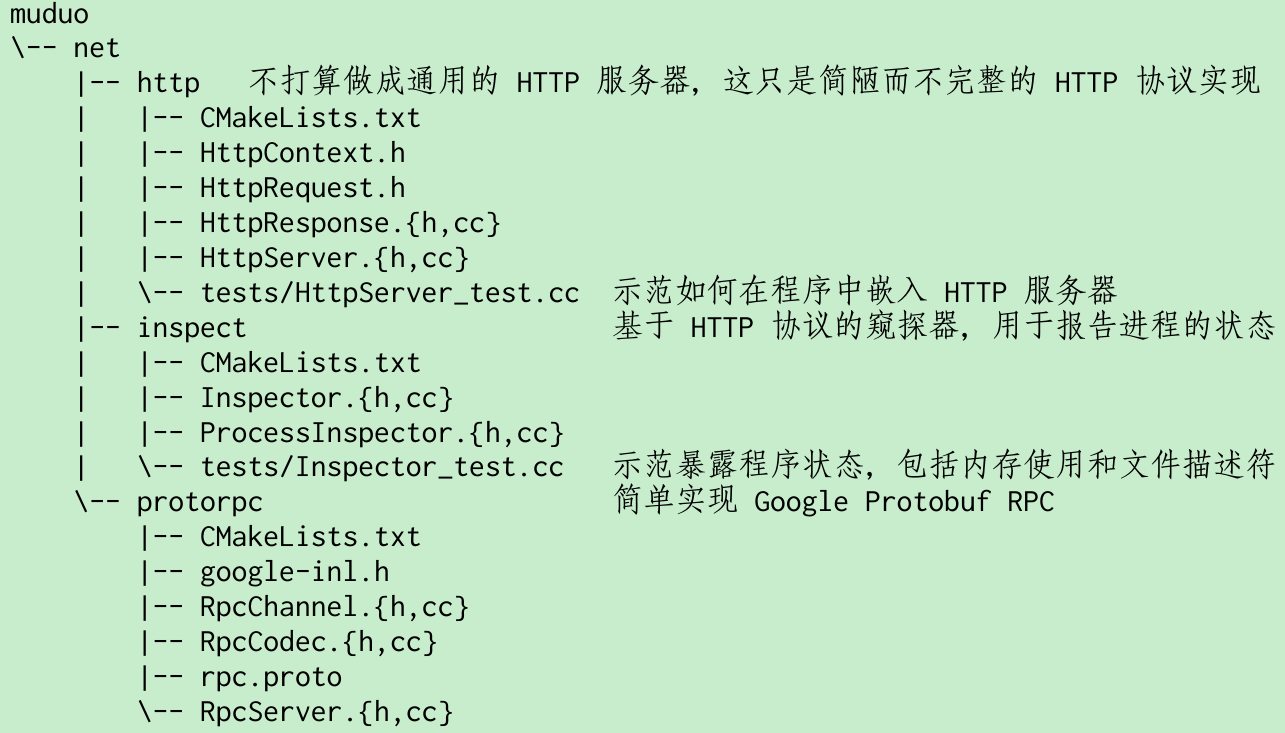 muduo
\-- net
    |-- http   不打算做成通用的 HTTP 服务器, 这只是简陋而不完整的 HTTP 协议实现
    |   |-- CMakeLists.txt
    |   |-- HttpContext.h
    |   |-- HttpRequest.h
    |   |-- HttpResponse.{h,cc}
    |   |-- HttpServer.{h,cc}
    |   \-- tests/HttpServer_test.cc  示范如何在程序中嵌入 HTTP 服务器
    |-- inspect                       基于 HTTP 协议的窥探器, 用于报告进程的状态
    |   |-- CMakeLists.txt
    |   |-- Inspector.{h,cc}
    |   |-- ProcessInspector.{h,cc}
    |   \-- tests/Inspector_test.cc   示范暴露程序状态, 包括内存使用和文件描述符
    \-- protorpc                      简单实现 Google Protobuf RPC
        |-- CMakeLists.txt
        |-- google-inl.h
        |-- RpcChannel.{h,cc}
        |-- RpcCodec.{h,cc}
        |-- rpc.proto
        \-- RpcServer.{h,cc}